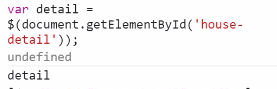 var detail =
$(document.getElementById('house-
detail'));
undefined
detail